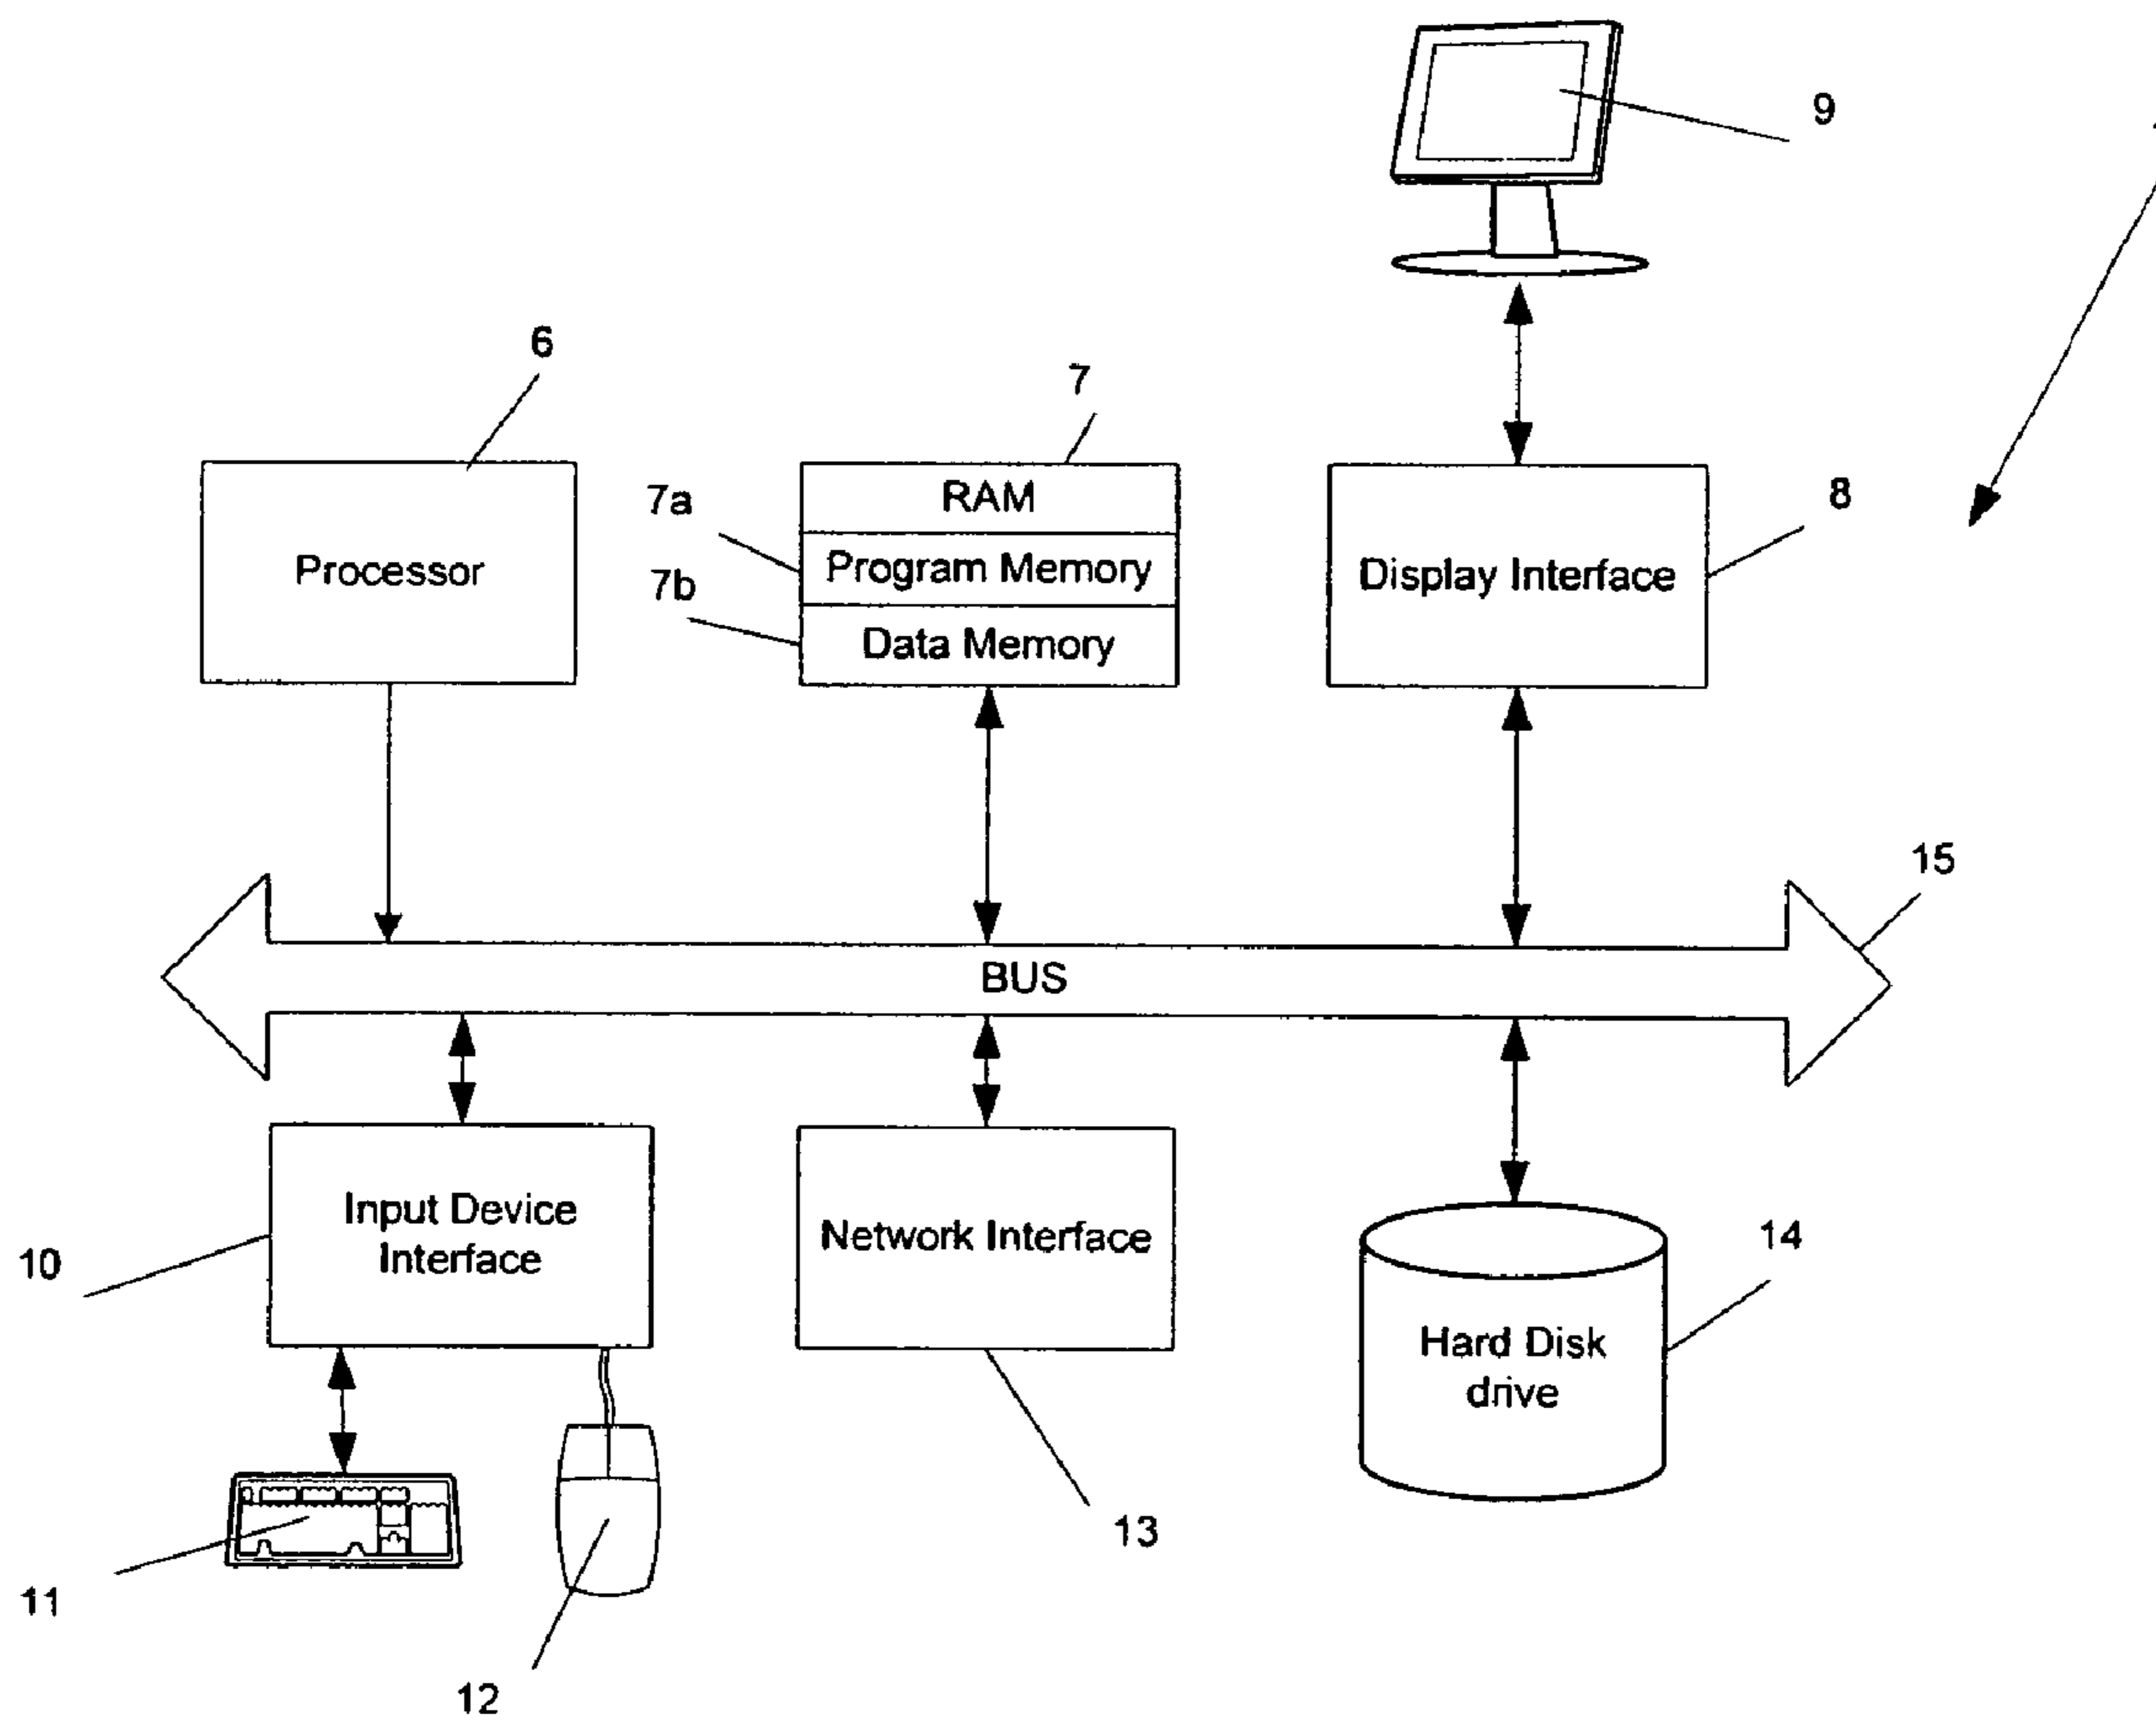 9
6
7
RAM
7a
Program Memory
7b
Data Memory
Processor
8
Display Interface
15
BUS
Input Device
Interface
10
Network Interface
14
Hard Disk
drive
11
13
12